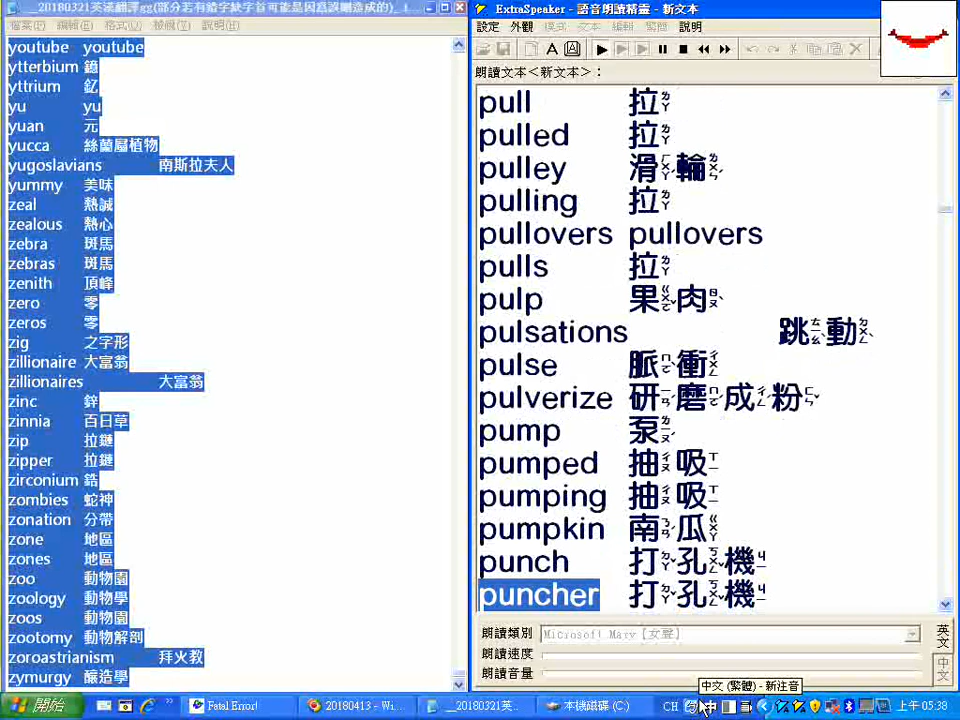 __20180321英漢翻譯gg(部分若有錯字缺字首可能是因為誤刪造成的)_
檔案(F) 編輯(E) 格式(O) 檢視(V) 說明(H)
youtube youtube
ytterbium 鐿
yttrium 釔
yu yu
yuan 元
yucca 絲蘭屬植物
yugoslavians 南斯拉夫人
yummy 美味
zeal 熱誠
zealous 熱心
zebra 斑馬
zebras 斑馬
zenith 頂峰
zero 零
zeros 零
zig 之字形
zillionaire 大富翁
zillionaires 大富翁
zinc 鋅
zinnia 百日草
zip 拉鏈
zipper 拉鏈
zirconium 鋯
zombies 蛇神
zonation 分帶
zone 地區
zones 地區
zoo 動物園
zoology 動物學
zoos 動物園
zootomy 動物解剖
zoroastrianism 拜火教
zymurgy 釀造學
ExtraSpeaker - 語音朗讀精靈 - 新文本
設定 外觀 模式 文本 編輯 繁簡 說明
朗讀文本<新文本>:
pull 拉
pulled 拉
pulley 滑輪
pulling 拉
pullovers pullovers
pulls 拉
pulp 果肉
pulsations 跳動
pulse 脈衝
pulverize 研磨成粉
pump 泵
pumped 抽吸
pumping 抽吸
pumpkin 南瓜
punch 打孔機
puncher 打孔機
朗讀類別 Microsoft Mary [女聲]
朗讀速度
朗讀音量
英文
中文
中文 (繁體) - 新注音
開始 Fatal Error! 20180413 - Wi... __20180321英... 本機磁碟 (C:) CH 上午 05:38